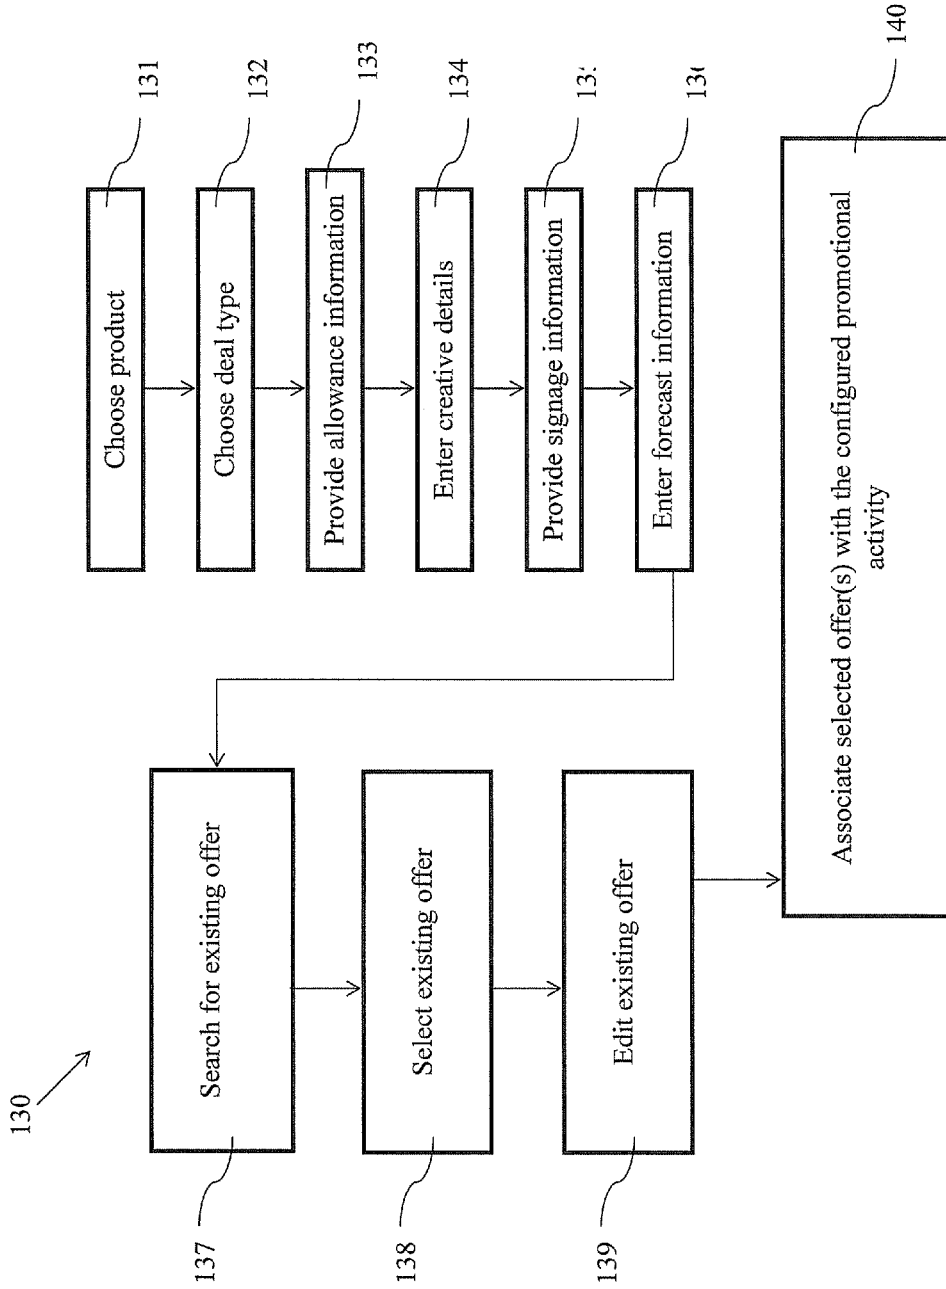 130
Choose product
131
Choose deal type
132
Provide allowance information
133
Enter creative details
134
Provide signage information
Enter forecast information
137
Search for existing offer
138
Select existing offer
139
Edit existing offer
140
Associate selected offer(s) with the configured promotional
activity